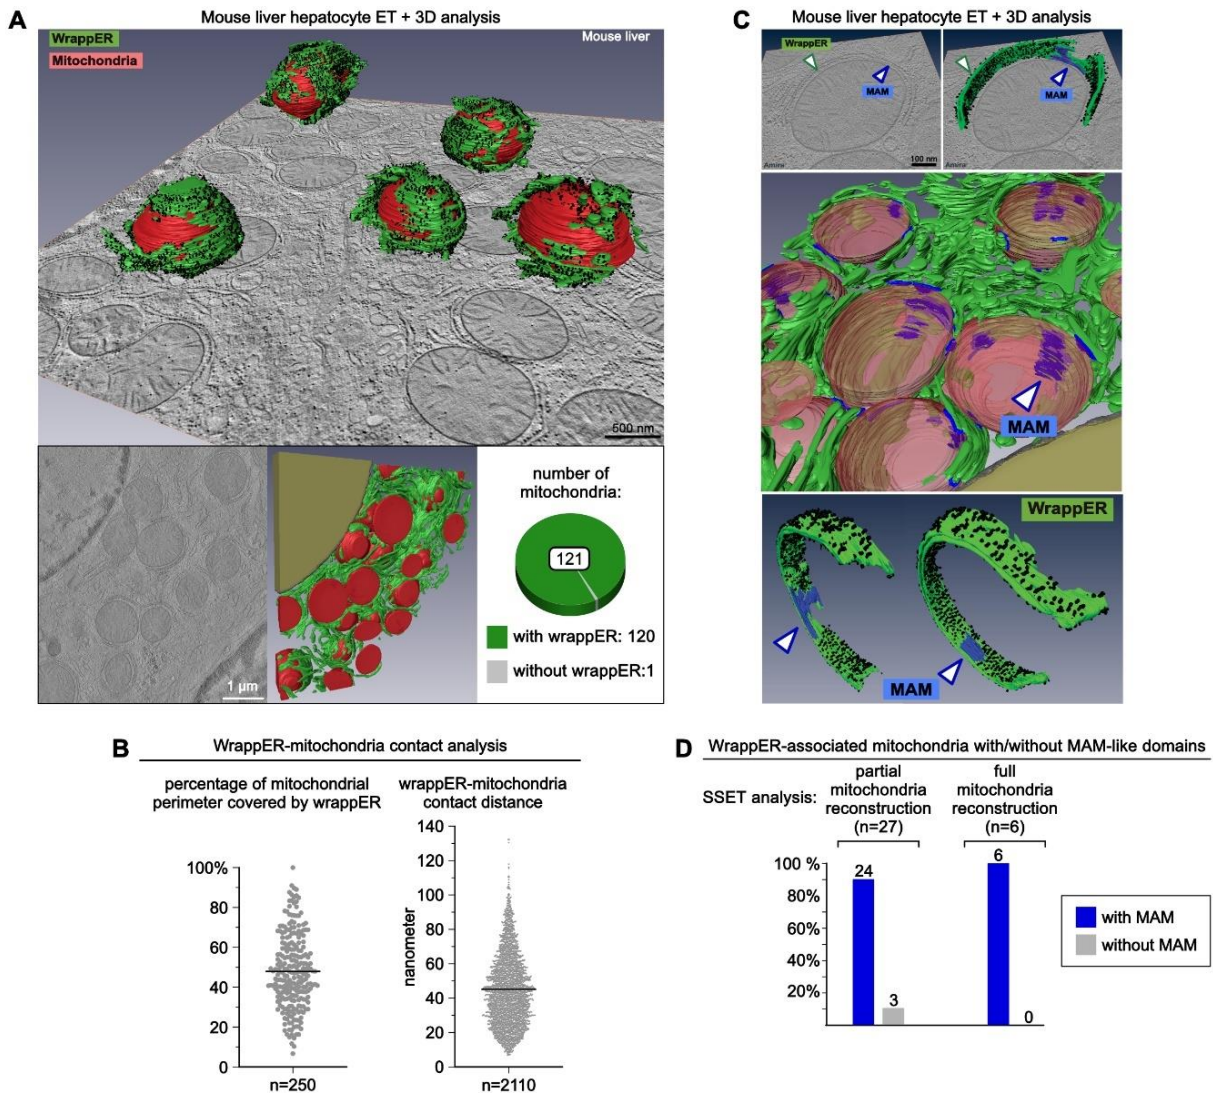 A
Mouse liver hepatocyte ET + 3D analysis
WrappER
Mitochondria
Mouse liver
500 nm
1 µm
number of
mitochondria:
121
with wrappER: 120
without wrappER:1
B
WrappER-mitochondria contact analysis
percentage of mitochondrial
perimeter covered by wrappER
100%
80
60
40
20
0
n=250
wrappER-mitochondria
contact distance
nanometer
140
120
100
80
60
40
20
0
n=2110
C
Mouse liver hepatocyte ET + 3D analysis
WrappER
MAM
Amira
100 nm
MAM
Amira
MAM
WrappER
MAM
D
WrappER-associated mitochondria with/without MAM-like domains
SSET analysis:
partial
mitochondria
reconstruction
(n=27)
full
mitochondria
reconstruction
(n=6)
100 %
80%
60%
40%
20%
24
3
6
0
with MAM
without MAM